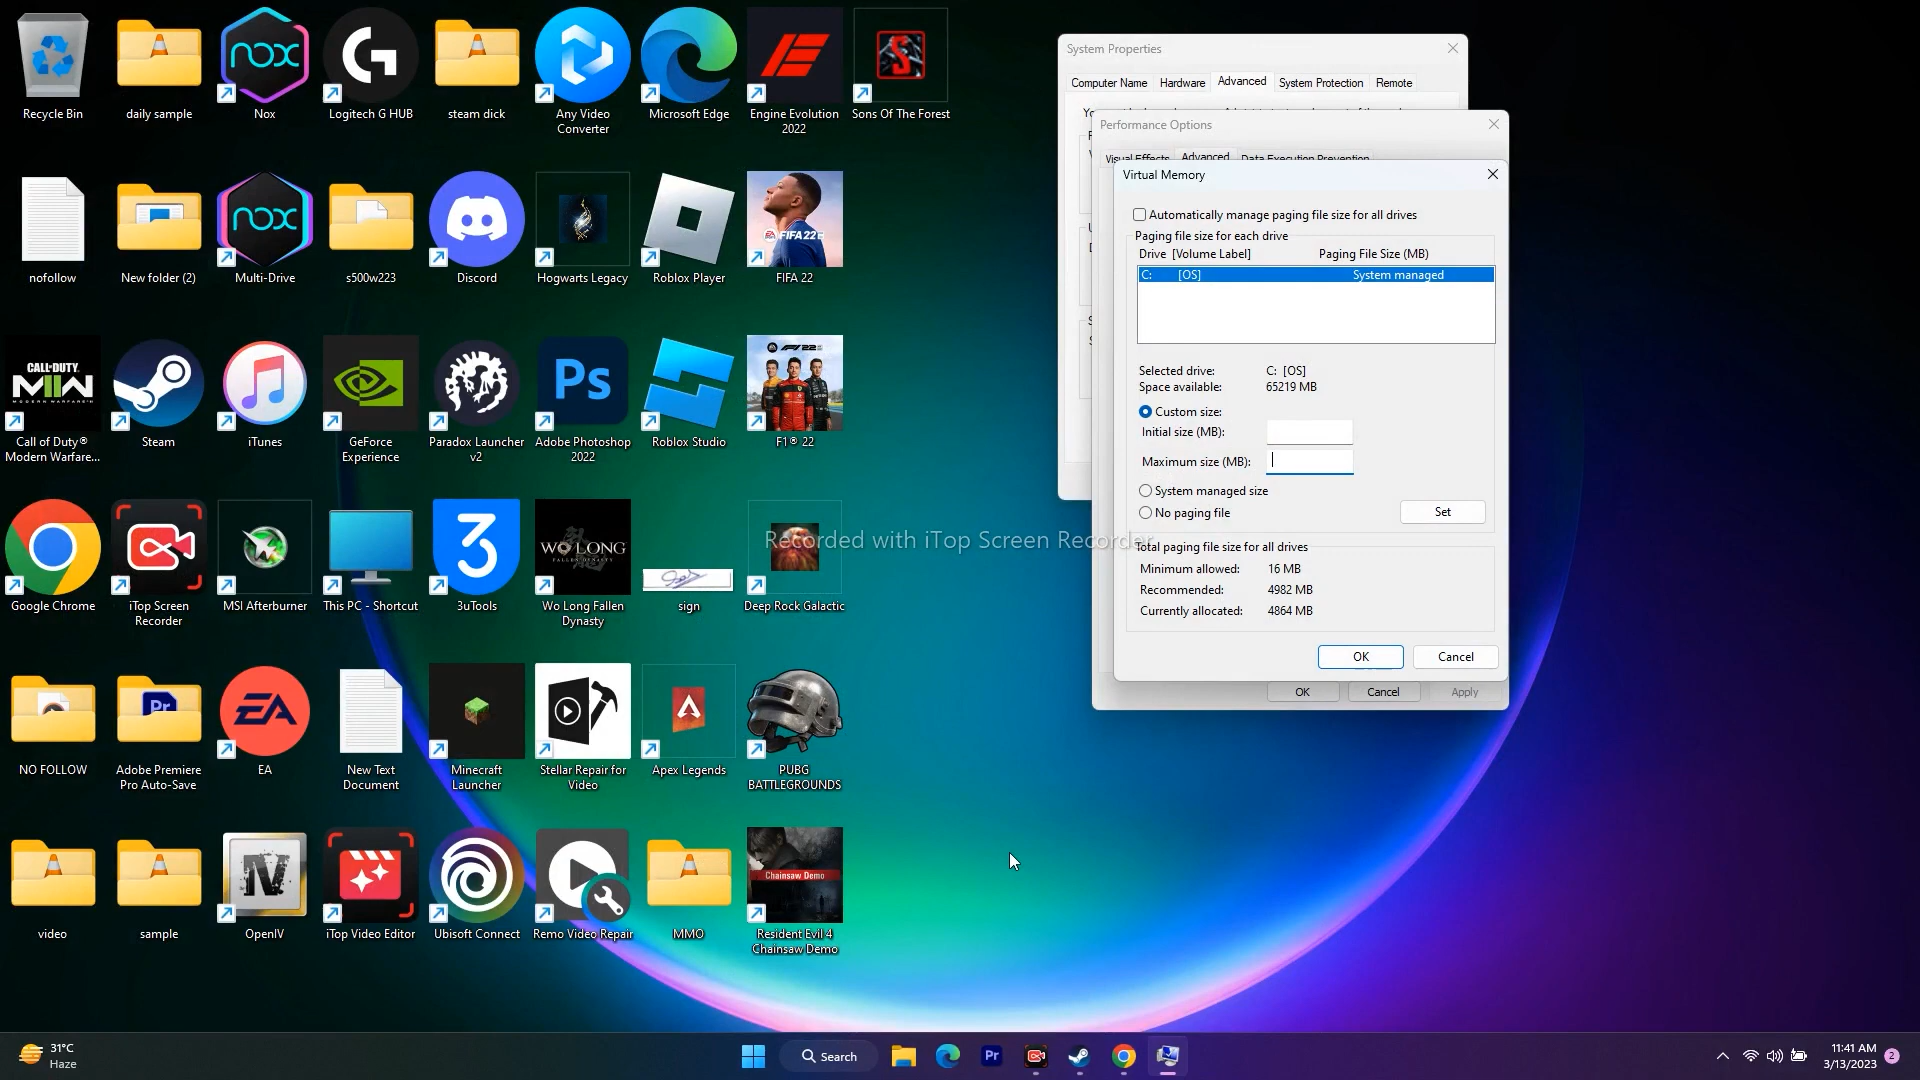 Recycle Bin
daily sample
Nox
Logitech G HUB
steam dick
Any Video
Converter
Microsoft Edge
Engine Evolution
2022
Sons Of The Forest
nofollow
New folder (2)
Multi-Drive
s500w223
Discord
Hogwarts Legacy
Roblox Player
FIFA 22
Call of Duty®
Modern Warfare...
Steam
iTunes
GeForce
Experience
Paradox Launcher
v2
Adobe Photoshop
2022
Roblox Studio
F1® 22
Google Chrome
iTop Screen
Recorder
MSI Afterburner
This PC - Shortcut
3uTools
Wo Long Fallen
Dynasty
sign
Deep Rock Galactic
NO FOLLOW
Adobe Premiere
Pro Auto-Save
EA
New Text
Document
Minecraft
Launcher
Stellar Repair for
Video
Apex Legends
PUBG
BATTLEGROUNDS
video
sample
OpenIV
iTop Video Editor
Ubisoft Connect
Remo Video Repair
MMO
Chainsaw Demo
Resident Evil 4
Chainsaw Demo
Recorded with iTop Screen Recorder
System Properties
Computer Name Hardware Advanced System Protection Remote
Performance Options
Visual Effects Advanced Data Execution Prevention
Virtual Memory
Automatically manage paging file size for all drives
Paging file size for each drive
Drive [Volume Label] Paging File Size (MB)
C: [OS] System managed
Selected drive: C: [OS]
Space available: 65219 MB
Custom size:
Initial size (MB):
Maximum size (MB):
System managed size
No paging file
Set
Total paging file size for all drives
Minimum allowed: 16 MB
Recommended: 4982 MB
Currently allocated: 4864 MB
OK Cancel
OK Cancel Apply
31°C
Haze
Search
11:41 AM
3/13/2023
2